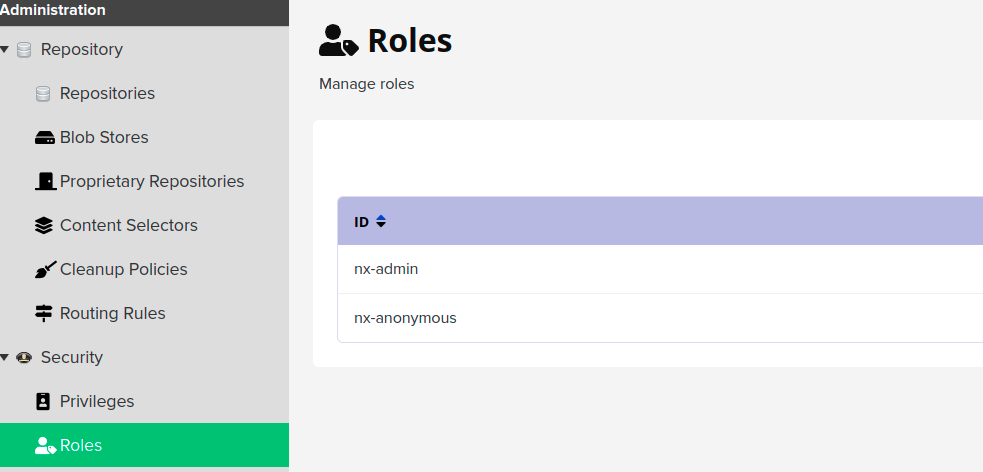 Administration
Repository
Repositories
Blob Stores
Proprietary Repositories
Content Selectors
Cleanup Policies
Routing Rules
Security
Privileges
Roles
Roles
Manage roles
ID
nx-admin
nx-anonymous